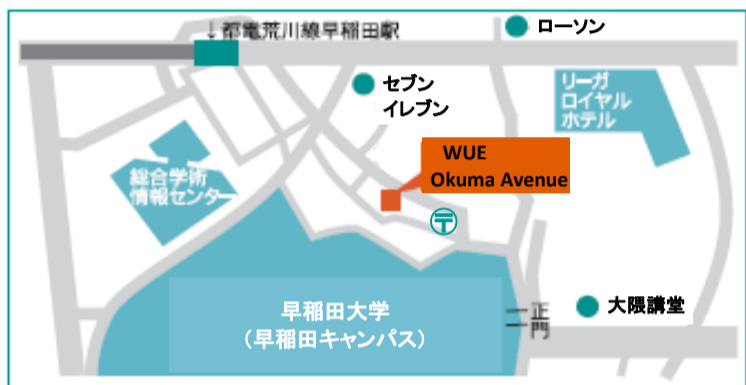 ↓都電荒川線早稲田駅
ローソン
セブン
イレブン
リーガ
ロイヤル
ホテル
WUE
Okuma Avenue
総合学術
情報センター
〒
早稲田大学
（早稲田キャンパス）
正門
大隈講堂